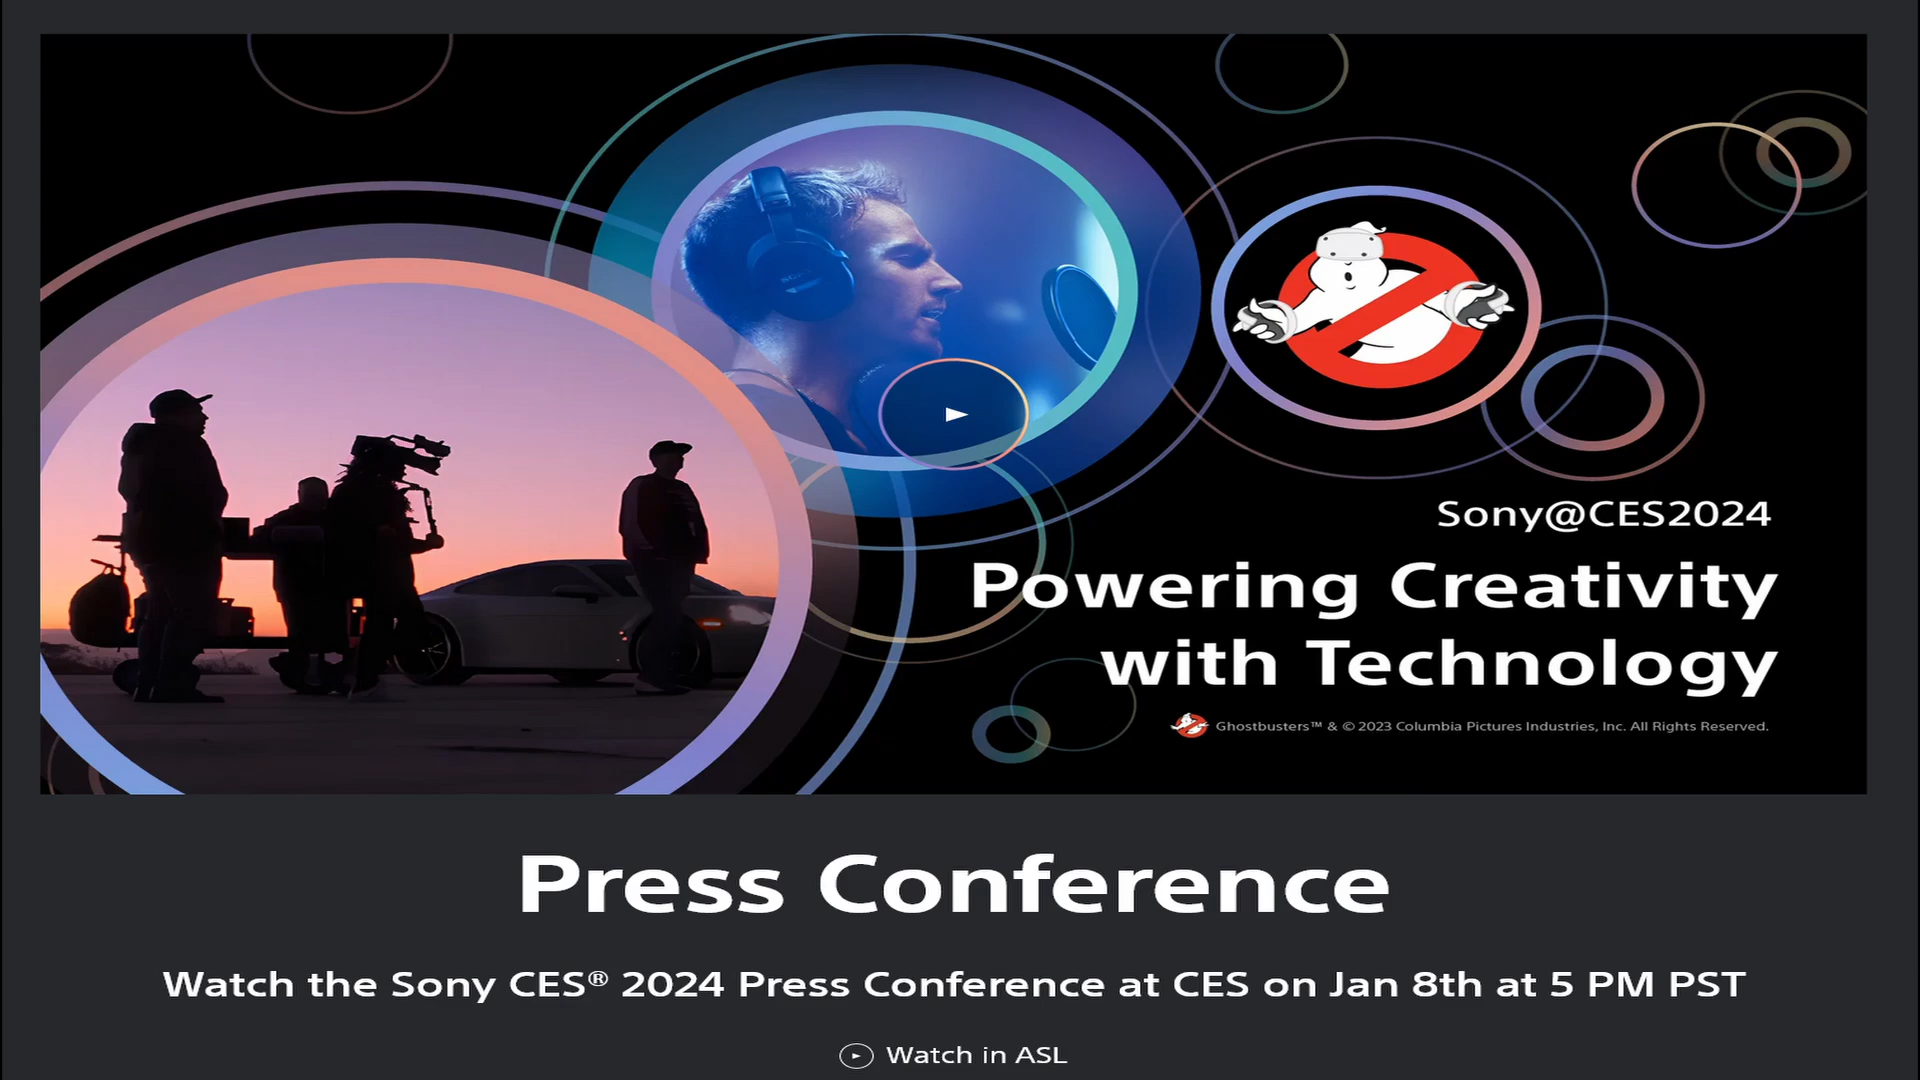 Sony@CES2024
Powering Creativity
with Technology
Ghostbusters™ & © 2023 Columbia Pictures Industries, Inc. All Rights Reserved.
Press Conference
Watch the Sony CES® 2024 Press Conference at CES on Jan 8th at 5 PM PST
Watch in ASL